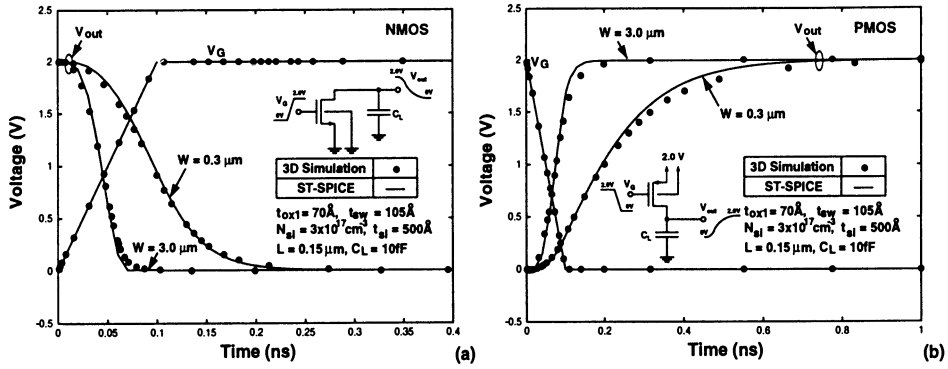 NMOS
Vout
VG
2.5
2
1.5
1
0.5
0
-0.5
Voltage (V)
2.0V
Vout
0V
VG
2.0V
0V
CL
W = 0.3 μm
W = 3.0 μm
3D Simulation
ST-SPICE
tox1= 70Å, tsw = 105Å
Nsi = 3x10^17cm^-3, tsi = 500Å
L = 0.15 μm, CL = 10fF
0 0.05 0.1 0.15 0.2 0.25 0.3 0.35 0.4
Time (ns)
(a)
PMOS
W = 3.0 μm
Vout
VG
2.5
2
1.5
1
0.5
0
-0.5
Voltage (V)
W = 0.3 μm
2.0 V
2.0V
VG
0V
Vout
2.0V
0V
CL
3D Simulation
ST-SPICE
tox1= 70Å, tsw = 105Å
Nsi = 3x10^17cm^-3, tsi = 500Å
L = 0.15 μm, CL = 10fF
0 0.2 0.4 0.6 0.8 1
Time (ns)
(b)